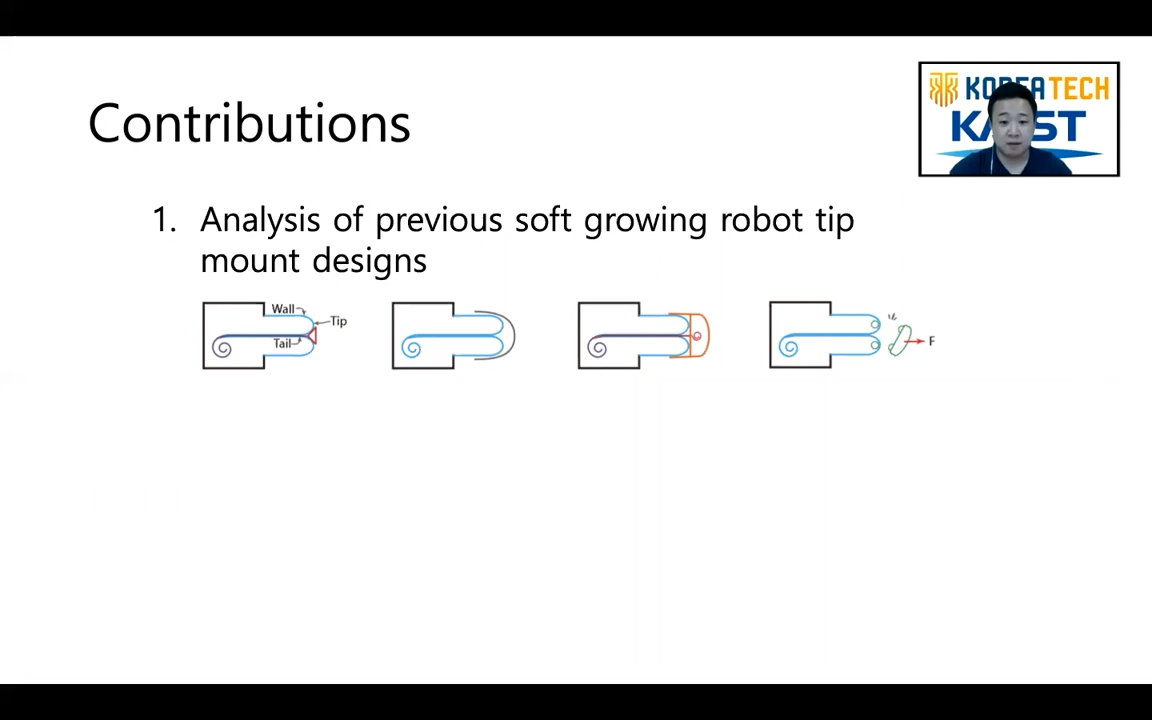 KOREATECH
KAIST
Contributions
1. Analysis of previous soft growing robot tip
mount designs
Wall
Tip
Tail
F